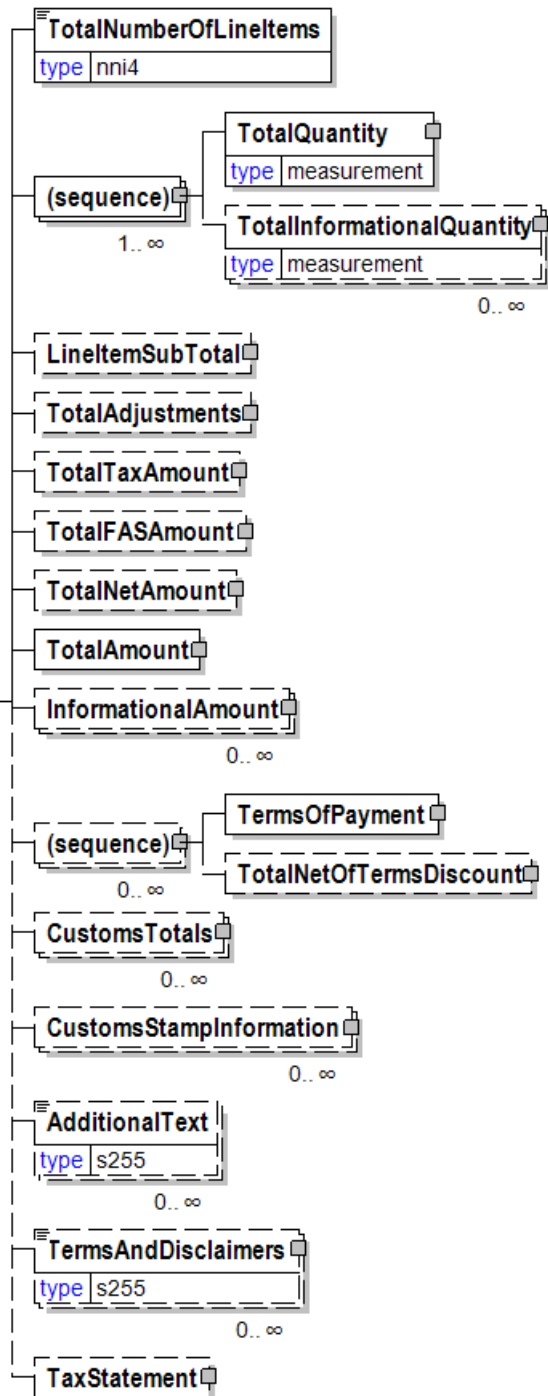 TotalNumberOfLineItems
type nni4
TotalQuantity
type measurement
(sequence)
1.. ∞
TotalInformationalQuantity
type measurement
0.. ∞
LineItemSubTotal
TotalAdjustments
TotalTaxAmount
TotalFASAmount
TotalNetAmount
TotalAmount
InformationalAmount
0.. ∞
TermsOfPayment
(sequence)
0.. ∞
TotalNetOfTermsDiscount
CustomsTotals
0.. ∞
CustomsStampInformation
0.. ∞
AdditionalText
type s255
0.. ∞
TermsAndDisclaimers
type s255
0.. ∞
TaxStatement